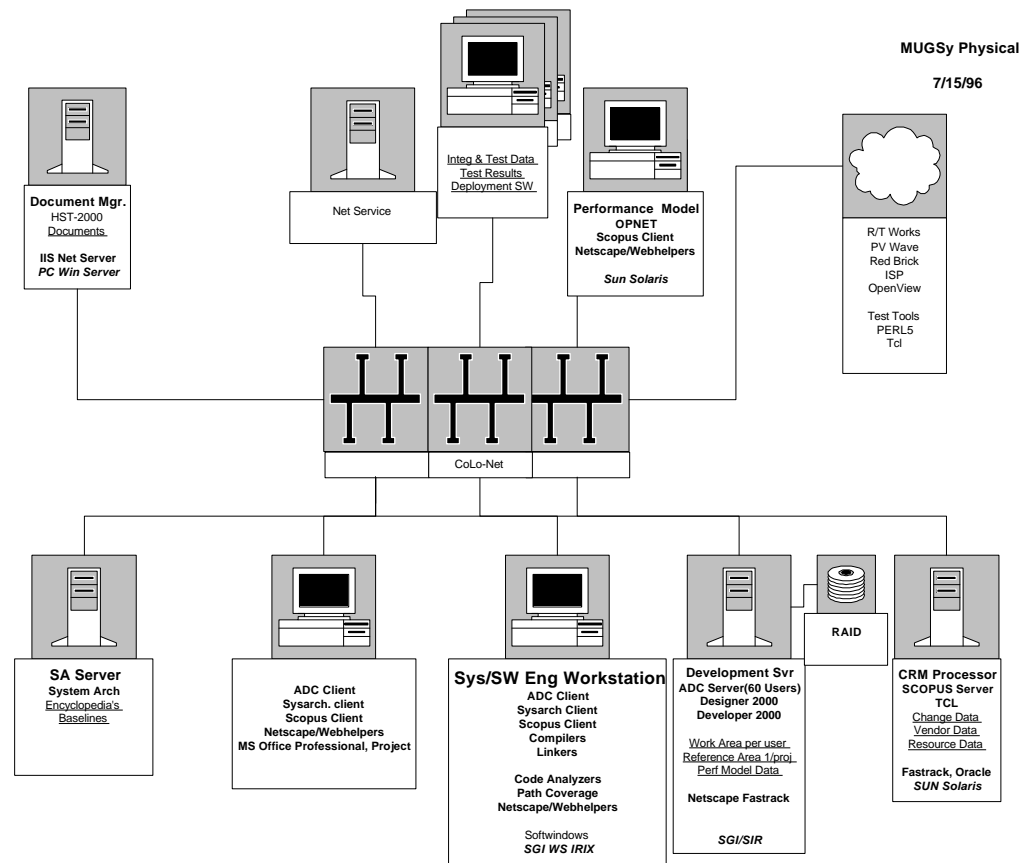 MUGSy Physical
7/15/96
Document Mgr.
HST-2000
Documents
IIS Net Server
PC Win Server
Net Service
Integ & Test Data
Test Results
Deployment SW
Performance Model
OPNET
Scopus Client
Netscape/Webhelpers
Sun Solaris
R/T Works
PV Wave
Red Brick
ISP
OpenView
Test Tools
PERL5
Tcl
CoLo-Net
SA Server
System Arch
Encyclopedia's
Baselines
ADC Client
Sysarch. client
Scopus Client
Netscape/Webhelpers
MS Office Professional, Project
Sys/SW Eng Workstation
ADC Client
Sysarch Client
Scopus Client
Compilers
Linkers
Code Analyzers
Path Coverage
Netscape/Webhelpers
Softwindows
SGI WS IRIX
Development Svr
ADC Server(60 Users)
Designer 2000
Developer 2000
Work Area per user
Reference Area 1/proj
Perf Model Data
Netscape Fastrack
SGI/SIR
RAID
CRM Processor
SCOPUS Server
TCL
Change Data
Vendor Data
Resource Data
Fastrack, Oracle
SUN Solaris